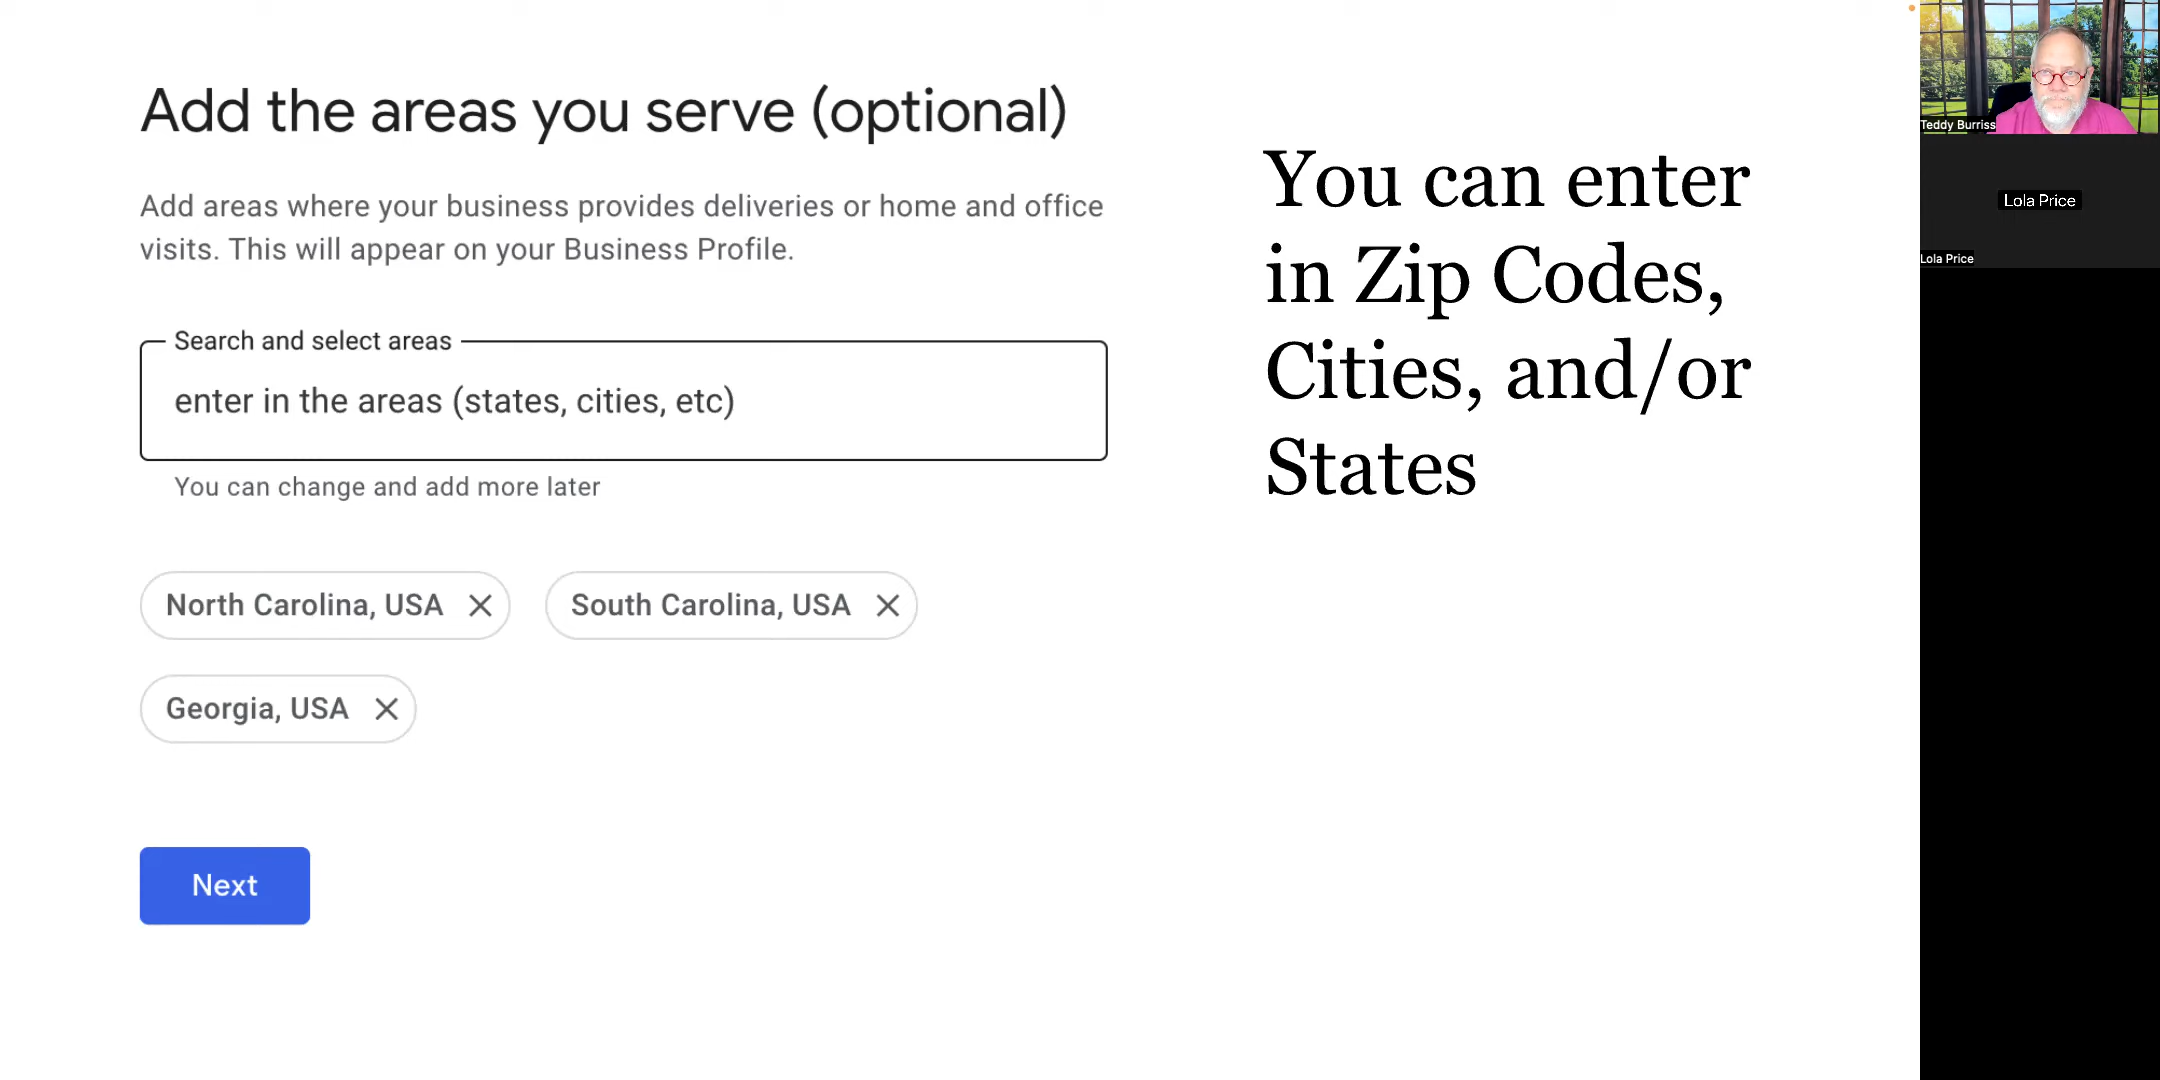 Add the areas you serve (optional)
Add areas where your business provides deliveries or home and office
visits. This will appear on your Business Profile.
Search and select areas
enter in the areas (states, cities, etc)
You can change and add more later
North Carolina, USA
South Carolina, USA
Georgia, USA
Next
You can enter
in Zip Codes,
Cities, and/or
States
Teddy Burriss
Lola Price
Lola Price